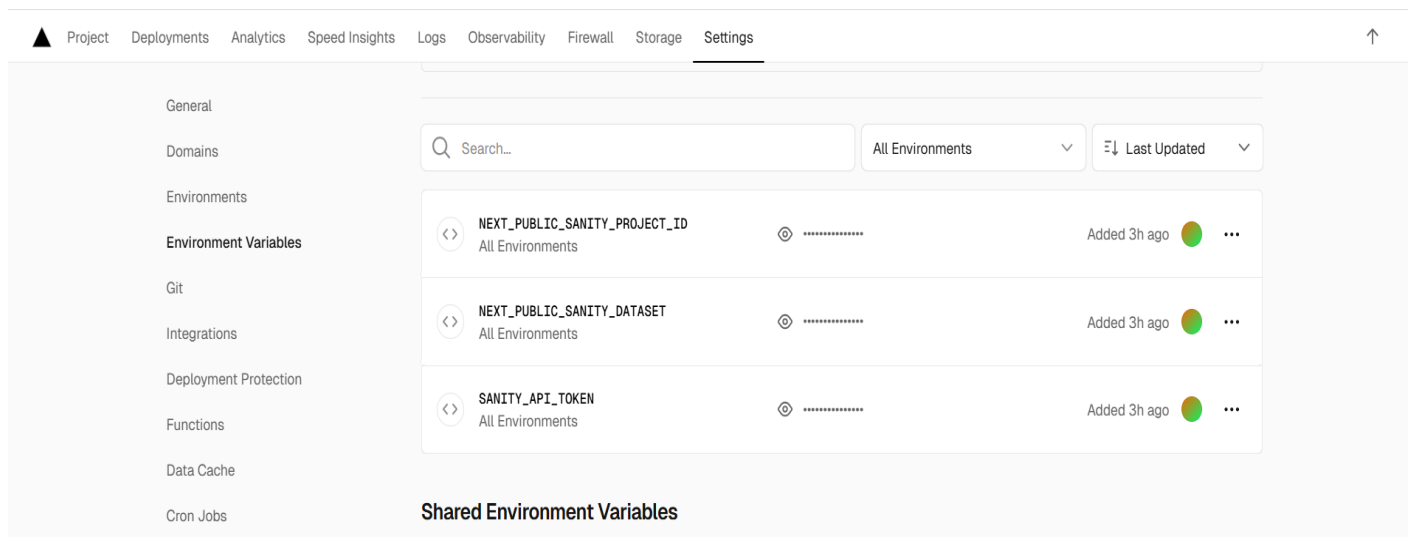 Project Deployments Analytics Speed Insights Logs Observability Firewall Storage Settings
General
Domains
Environments
Environment Variables
Git
Integrations
Deployment Protection
Functions
Data Cache
Cron Jobs
Search...
All Environments
Last Updated
NEXT_PUBLIC_SANITY_PROJECT_ID
All Environments
•••••••••••••••
Added 3h ago
NEXT_PUBLIC_SANITY_DATASET
All Environments
•••••••••••••••
Added 3h ago
SANITY_API_TOKEN
All Environments
•••••••••••••••
Added 3h ago
Shared Environment Variables